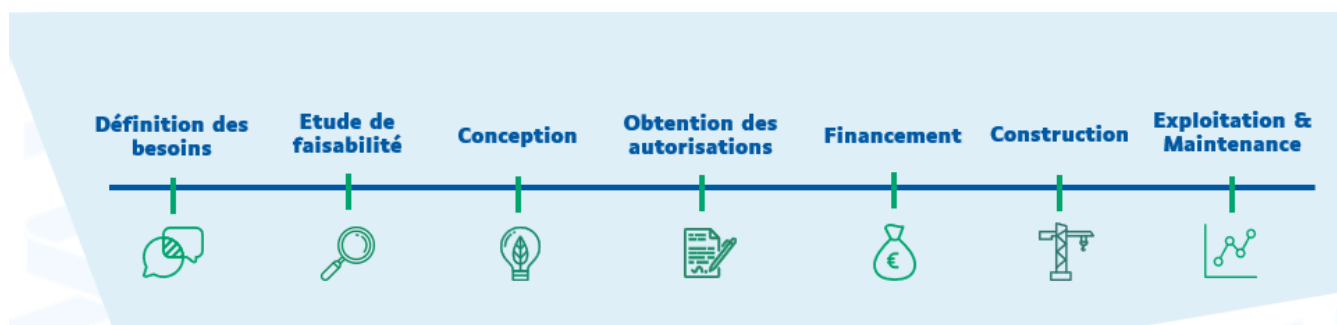 Définition des
besoins
Etude de
faisabilité
Conception
Obtention des
autorisations
Financement
Construction
Exploitation &
Maintenance
€